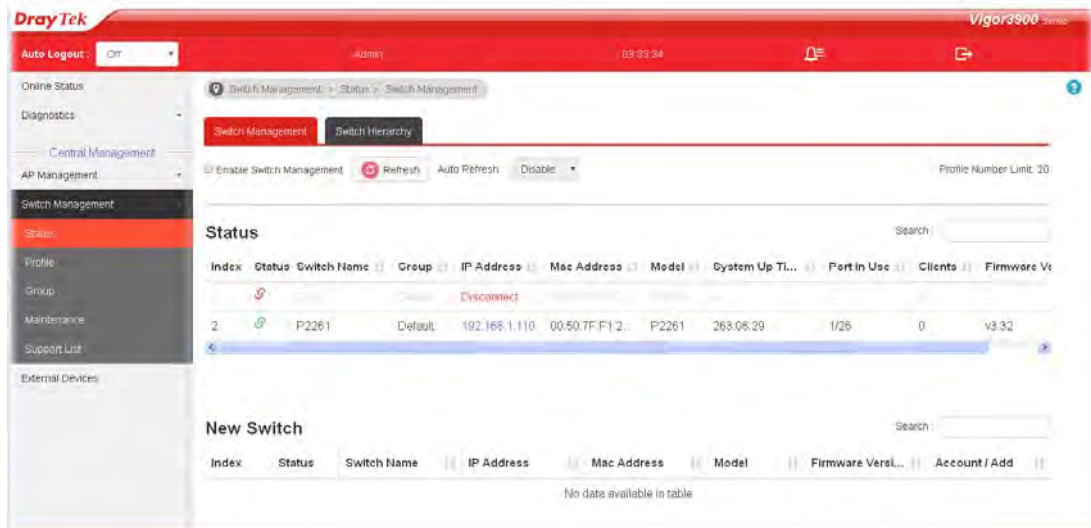 DrayTek Vigor3900 Series
Auto Logout : Off Admin 03:33:34
Online Status
Switch Management > Status > Switch Management
Diagnostics
Switch Management Switch Hierarchy
Central Management
Enable Switch Management Refresh Auto Refresh Disable Profile Number Limit: 20
AP Management
Switch Management
Status
Profile
Group
Maintenance
Support List
External Devices
Status Search :
Index Status Switch Name Group IP Address Mac Address Model System Up Ti... Port in Use Clients Firmware Ve
Disconnect
2 P2261 Default 192.168.1.110 00.50.7F.F1.2... P2261 263.06.29 1/26 0 v3.32
New Switch Search :
Index Status Switch Name IP Address Mac Address Model Firmware Versi... Account / Add
No date available in table